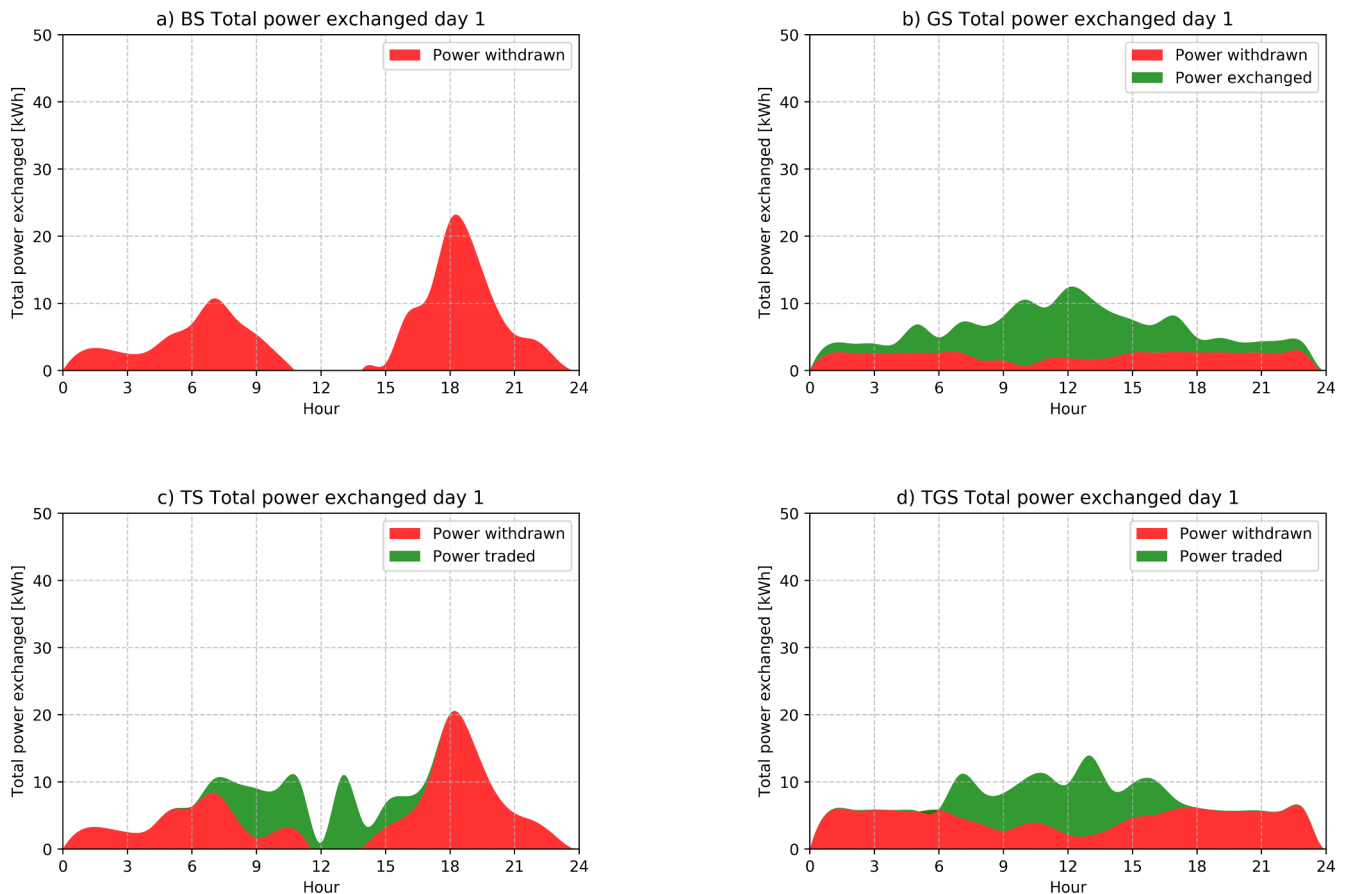 a) BS Total power exchanged day 1
Total power exchanged [kWh]
50
40
30
20
10
0
Power withdrawn
0 3 6 9 12 15 18 21 24
Hour
b) GS Total power exchanged day 1
Total power exchanged [kWh]
50
40
30
20
10
0
Power withdrawn
Power exchanged
0 3 6 9 12 15 18 21 24
Hour
c) TS Total power exchanged day 1
Total power exchanged [kWh]
50
40
30
20
10
0
Power withdrawn
Power traded
0 3 6 9 12 15 18 21 24
Hour
d) TGS Total power exchanged day 1
Total power exchanged [kWh]
50
40
30
20
10
0
Power withdrawn
Power traded
0 3 6 9 12 15 18 21 24
Hour